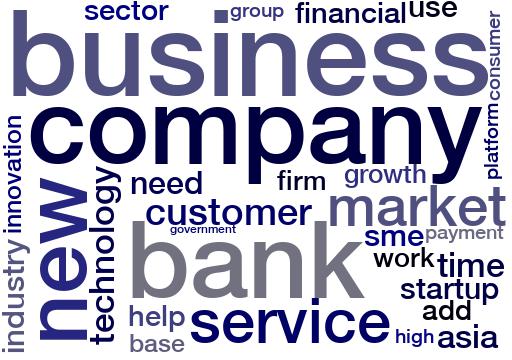 sector
group
financial
use
business
consumer
company
platform
innovation
industry
new
technology
need
firm
growth
customer
market
government
bank
sme
payment
work
time
startup
help
service
add
base
high
asia